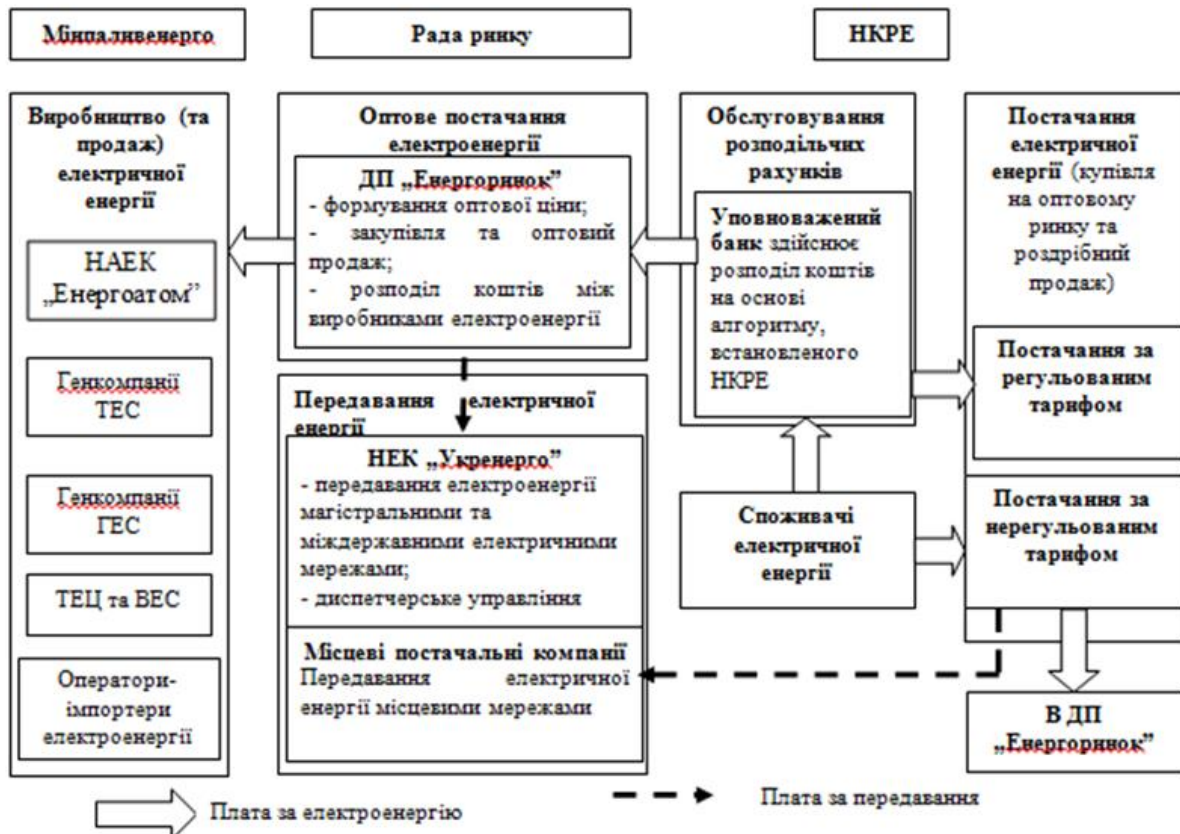 Мінпаливенерго
Рада ринку
НКРЕ
Виробництво (та
продаж)
електричної
енергії
НАЕК
„Енергоатом”
Генкомпанії
ТЕС
Генкомпанії
ГЕС
ТЕЦ та ВЕС
Оператори-
імпортери
електроенергії
Оптове постачання
електроенергії
ДП „Енергоринок”
- формування оптової ціни;
- закупівля та оптовий
продаж;
- розподіл коштів між
виробниками електроенергії
Передавання електричної
енергії
НЕК „Укренерго”
- передавання електроенергії
магістральними та
міждержавними електричними
мережами;
- диспетчерське управління
Місцеві постачальні компанії
Передавання електричної
енергії місцевими мережами
Обслуговування
розподільчих
рахунків
Уповноважений
банк здійснює
розподіл коштів
на основі
алгоритму,
встановленого
НКРЕ
Споживачі
електричної
енергії
Постачання
електричної
енергії (купівля
на оптовому
ринку та
роздрібний
продаж)
Постачання за
регульованим
тарифом
Постачання за
нерегульованим
тарифом
В ДП
„Енергоринок”
Плата за електроенергію
Плата за передавання